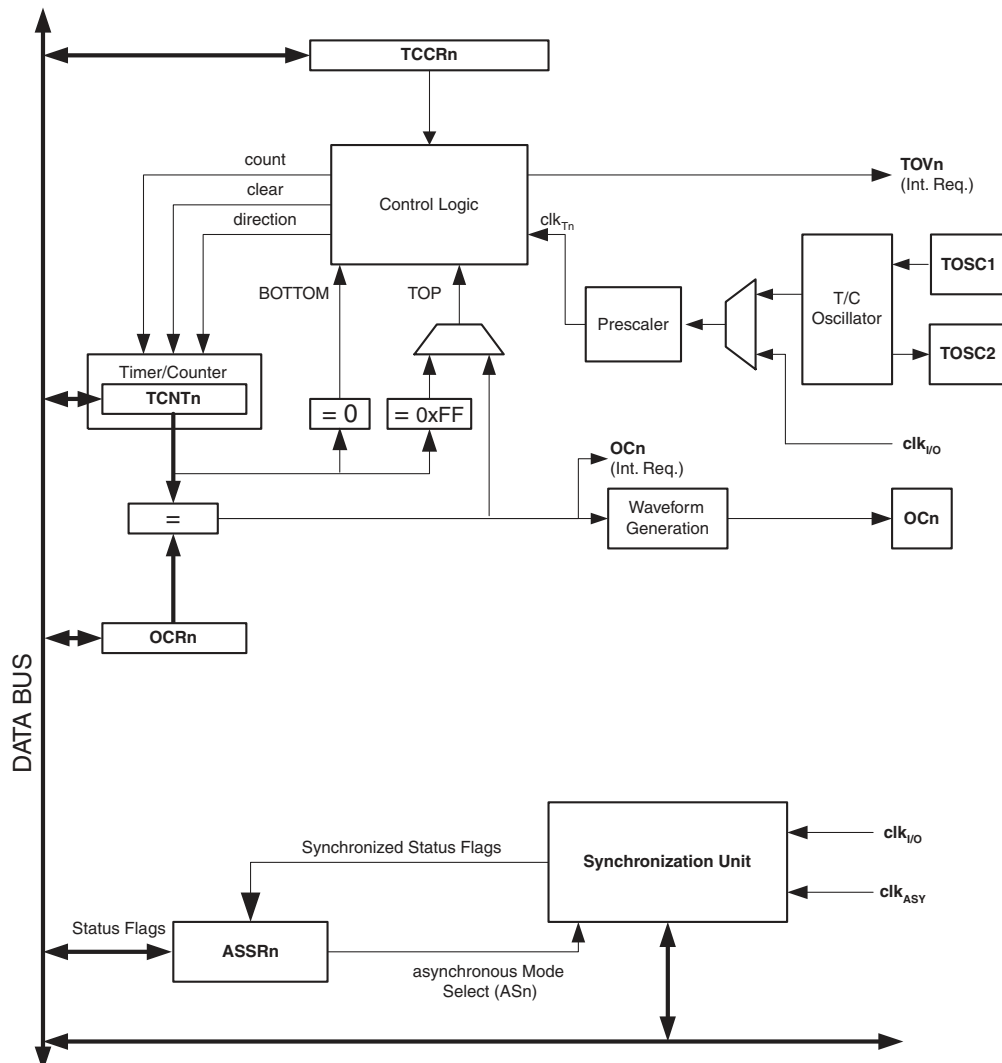 TCCRn
count
clear
direction
Control Logic
TOVn
(Int. Req.)
clkTn
BOTTOM
TOP
Prescaler
T/C
Oscillator
TOSC1
TOSC2
Timer/Counter
TCNTn
= 0
= 0xFF
OCn
(Int. Req.)
clkI/O
=
Waveform
Generation
OCn
OCRn
DATA BUS
Synchronized Status Flags
Synchronization Unit
clkI/O
clkASY
Status Flags
ASSRn
asynchronous Mode
Select (ASn)